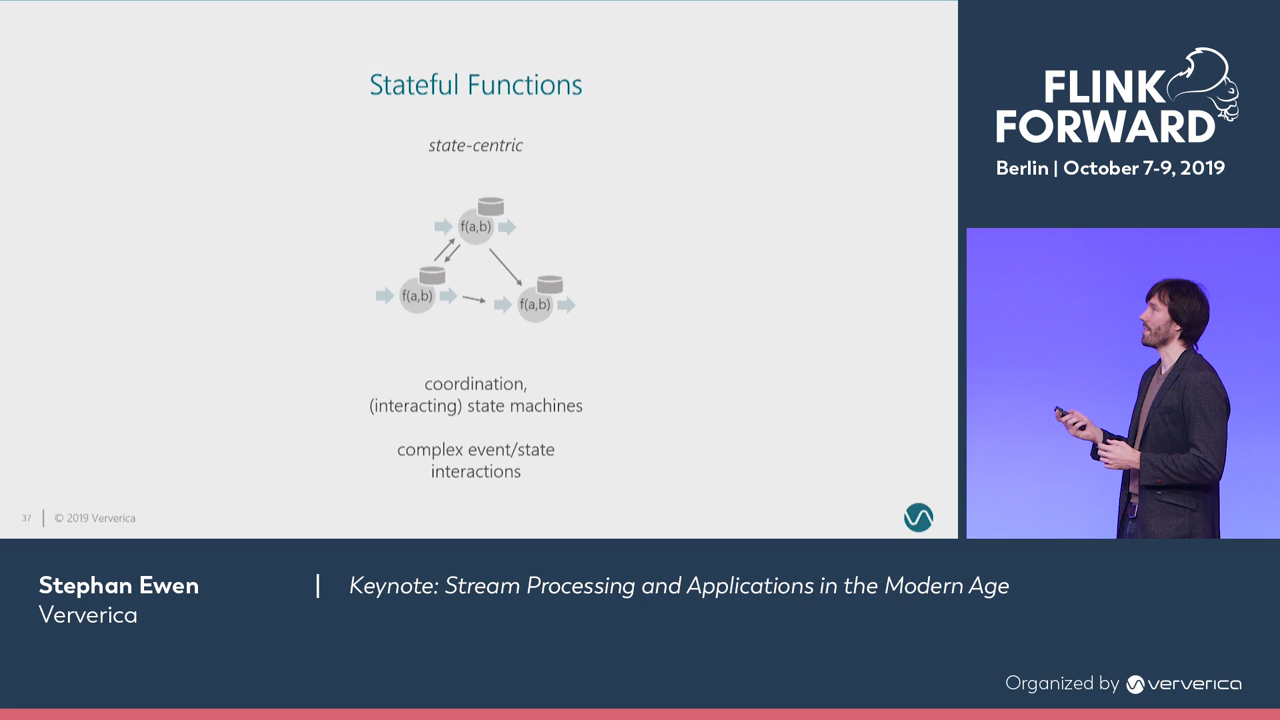 Stateful Functions
state-centric
f(a,b)
f(a,b)
f(a,b)
coordination,
(interacting) state machines
complex event/state
interactions
37 | © 2019 Ververica
FLINK
FORWARD
Berlin | October 7-9, 2019
Stephan Ewen | Keynote: Stream Processing and Applications in the Modern Age
Ververica
Organized by ververica